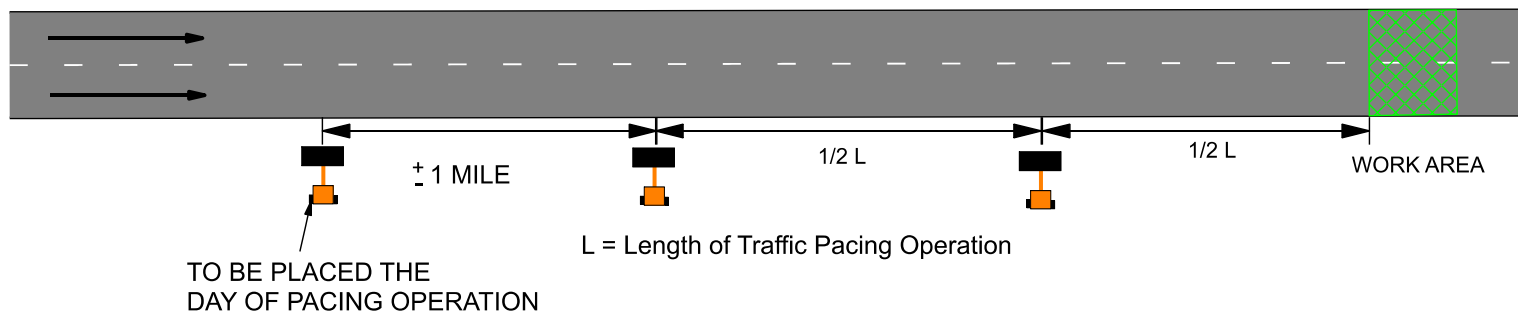 ± 1 MILE
1/2 L
1/2 L
WORK AREA
L = Length of Traffic Pacing Operation
TO BE PLACED THE
DAY OF PACING OPERATION